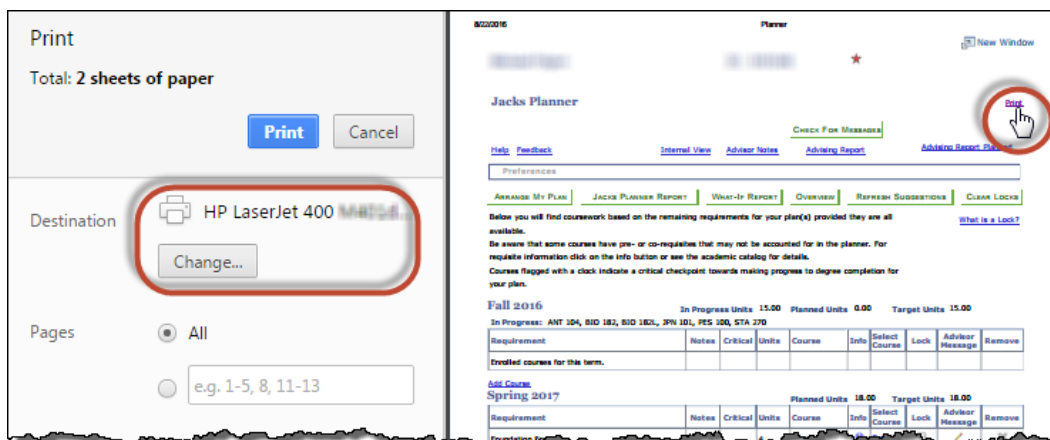 Print
Total: 2 sheets of paper
Print Cancel
Destination
HP LaserJet 400
Change...
Pages
All
e.g. 1-5, 8, 11-13
8/22/2016 Planner
New Window
Jacks Planner
Print
CHECK FOR MESSAGES
Help Feedback Internal View Advisor Notes Advising Report Advising Report
Preferences
ARRANGE MY PLAN JACKS PLANNER REPORT WHAT-IF REPORT OVERVIEW REFRESH SUGGESTIONS CLEAR LOCKS
Below you will find coursework based on the remaining requirements for your plan(s) provided they are all What is a Lock?
available.
Be aware that some courses have pre- or co-requisites that may not be accounted for in the planner. For
requisite information click on the info button or see the academic catalog for details.
Courses flagged with a clock indicate a critical checkpoint towards making progress to degree completion for
your plan.
Fall 2016 In Progress Units 15.00 Planned Units 0.00 Target Units 15.00
In Progress: ANT 104, BIO 182, BIO 182L, JPN 101, PES 100, STA 270
Requirement Notes Critical Units Course Info Select Course Lock Advisor Message Remove
Enrolled courses for this term.
Add Course
Spring 2017 Planned Units 18.00 Target Units 18.00
Requirement Notes Critical Units Course Info Select Course Lock Advisor Message Remove